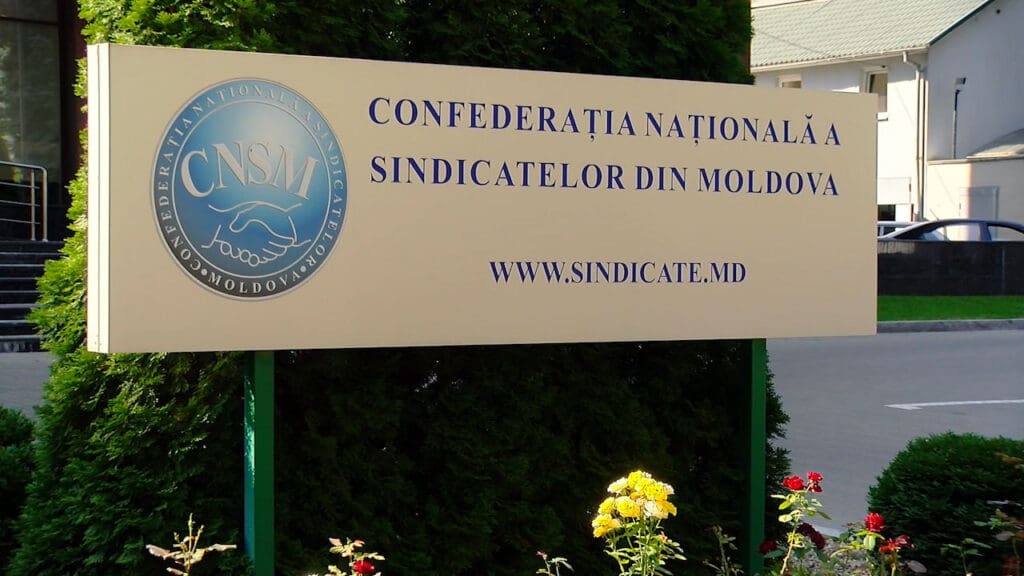 CONFEDERAȚIA NAȚIONALĂ A SINDICATELOR
CNSM
MOLDOVA
CONFEDERAȚIA NAȚIONALĂ A
SINDICATELOR DIN MOLDOVA
WWW.SINDICATE.MD